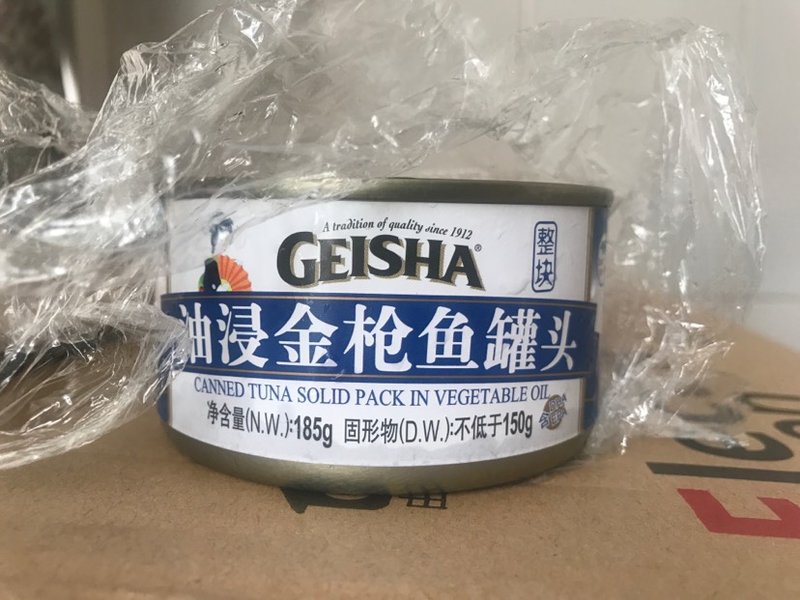 A tradition of quality since 1912
GEISHA®
整块
油浸金枪鱼罐头
CANNED TUNA SOLID PACK IN VEGETABLE OIL
净含量(N.W.):185g 固形物(D.W.):不低于150g